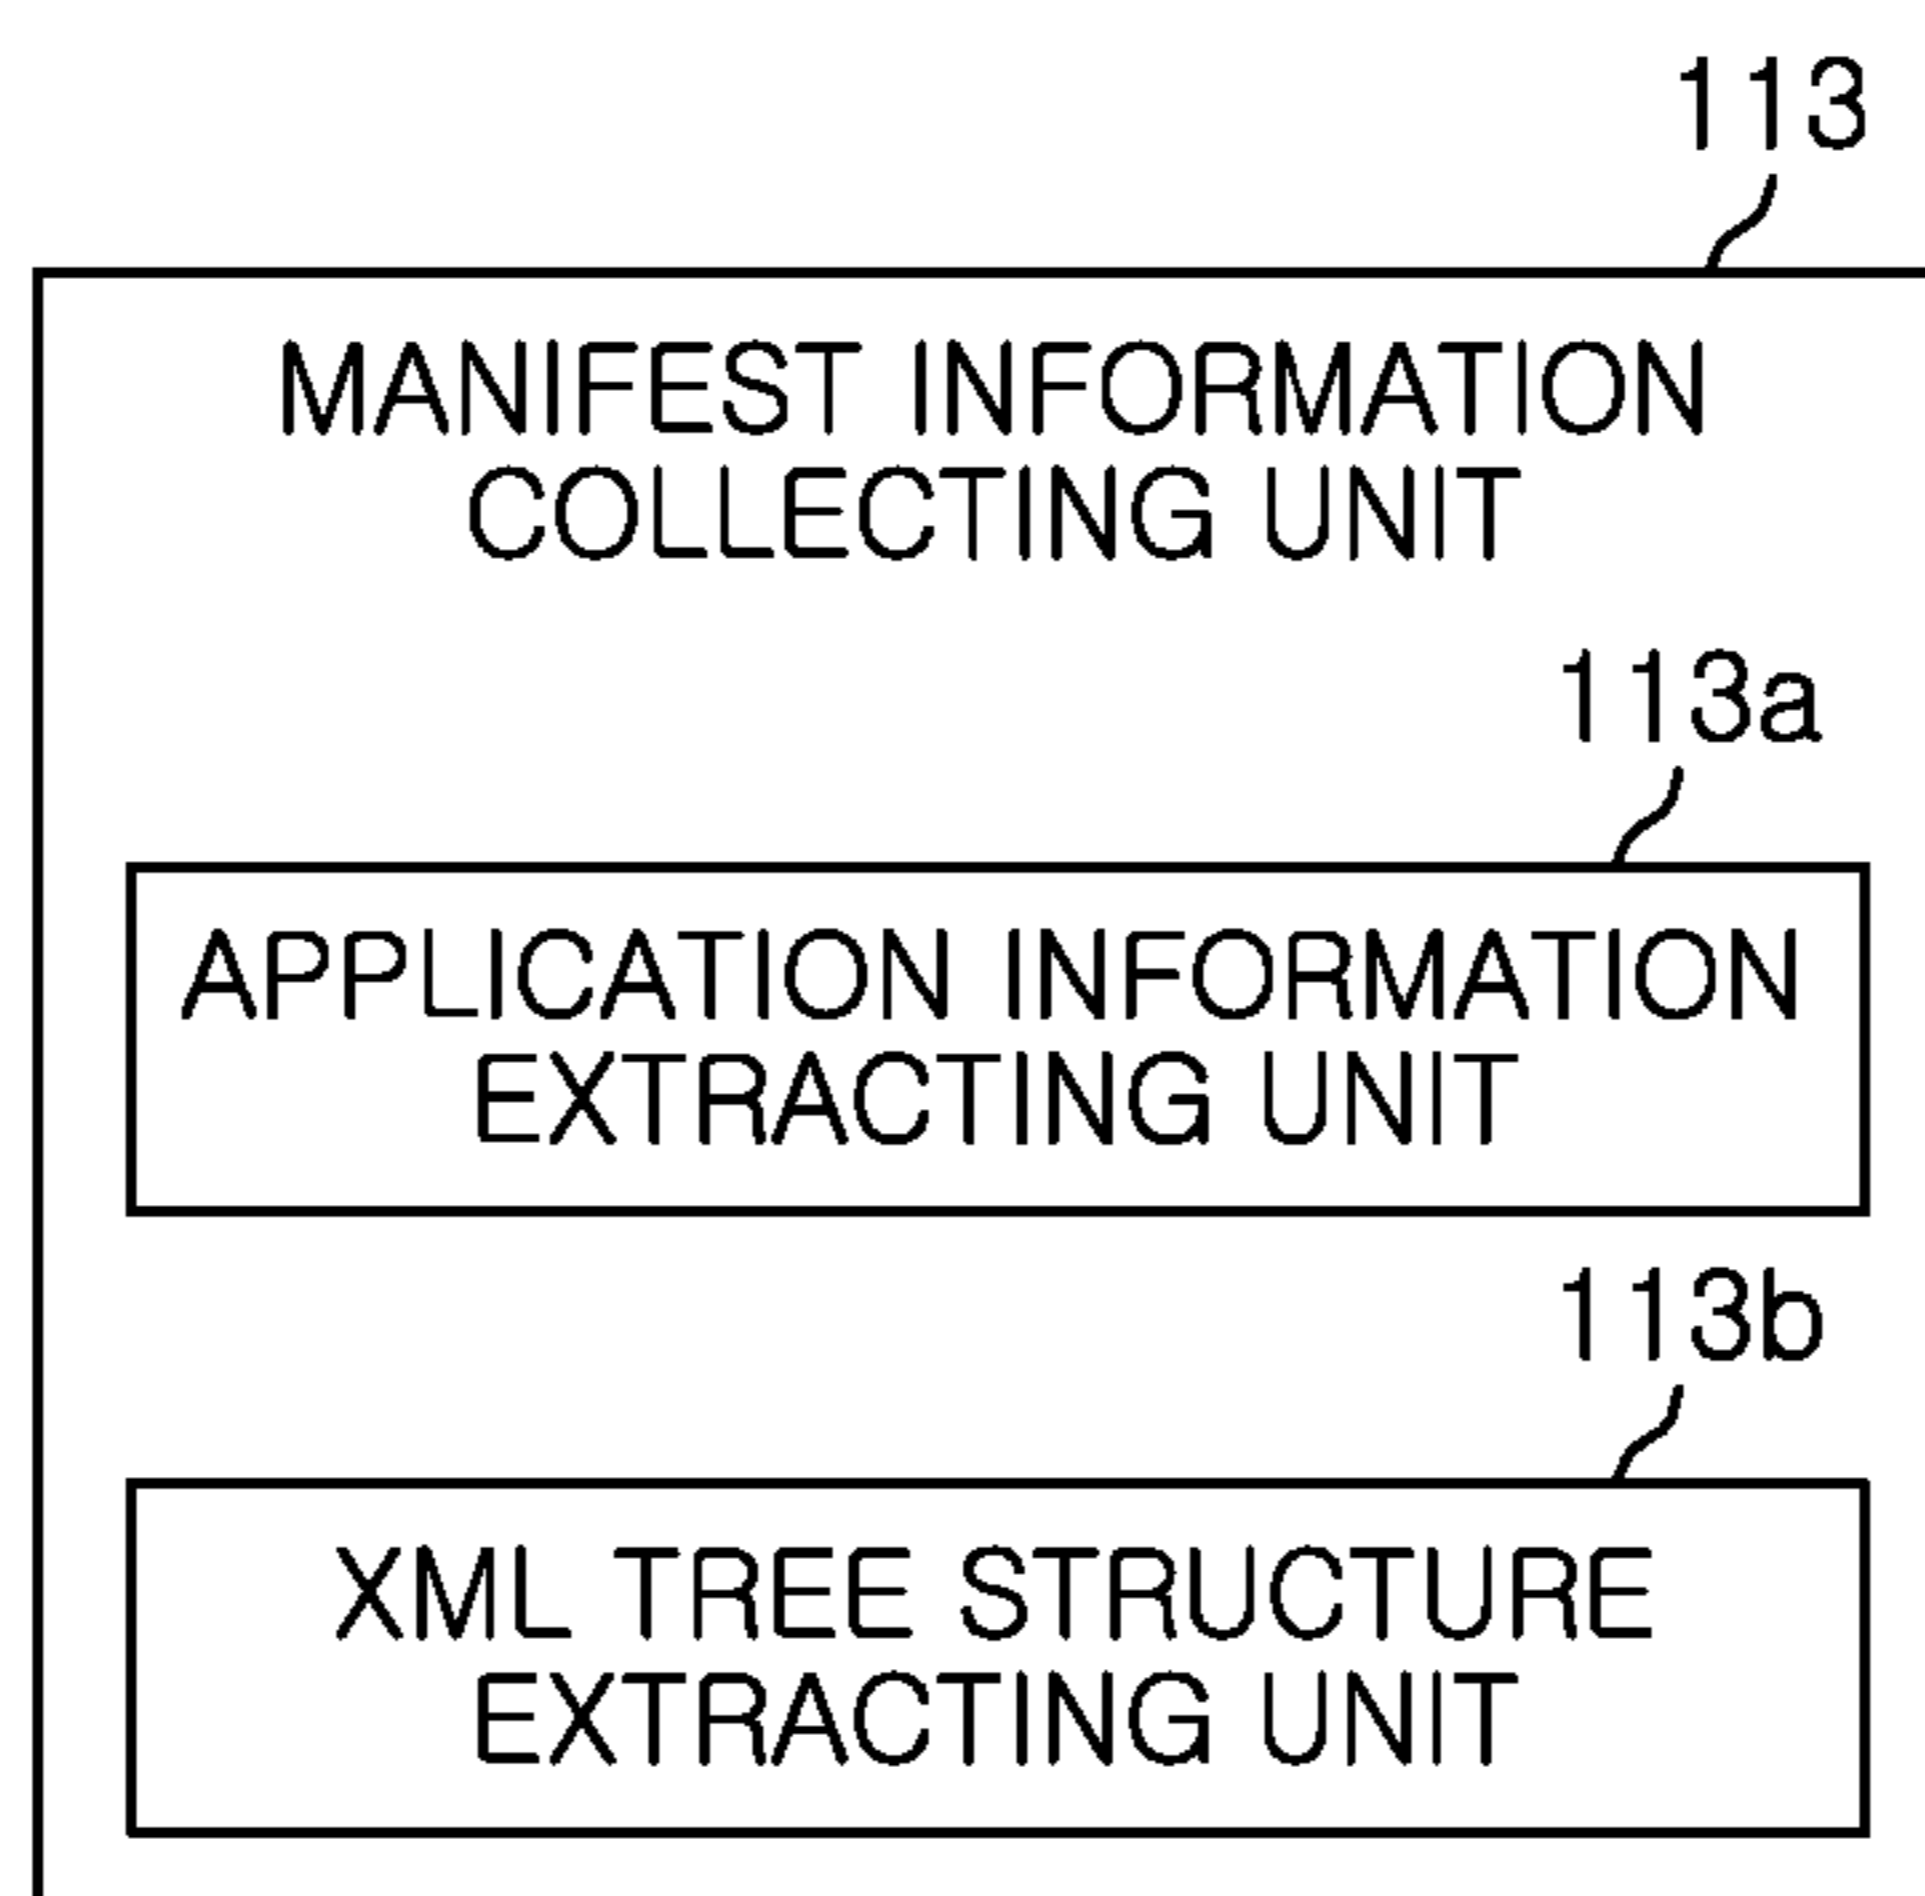 113
MANIFEST INFORMATION
COLLECTING UNIT
113a
APPLICATION INFORMATION
EXTRACTING UNIT
113b
XML TREE STRUCTURE
EXTRACTING UNIT